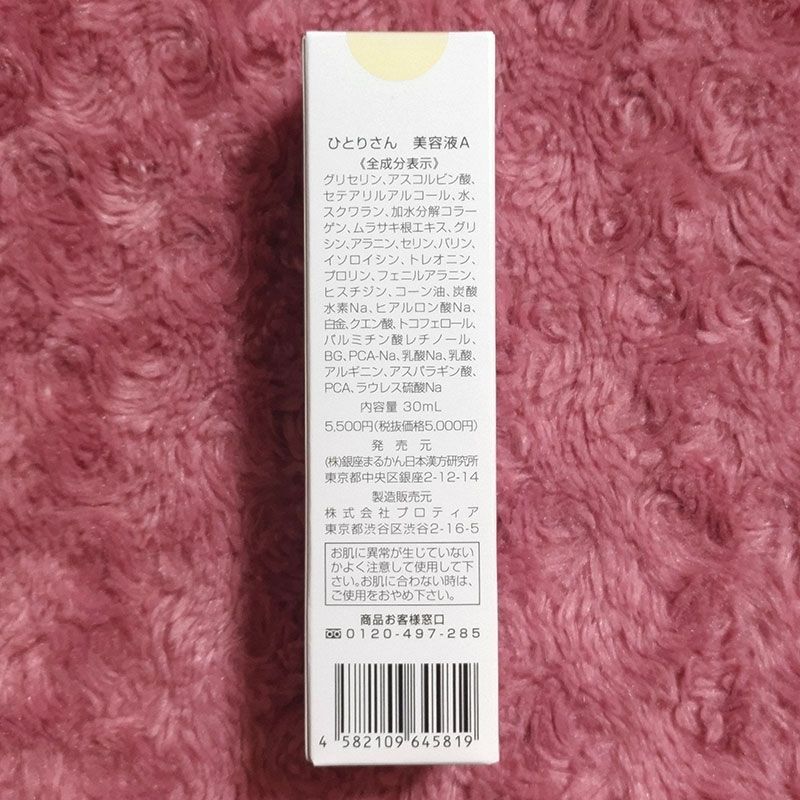 ひとりさん 美容液A
《全成分表示》
グリセリン、アスコルビン酸、
セテアリルアルコール、水、
スクワラン、加水分解コラー
ゲン、ムラサキ根エキス、グリ
シン、アラニン、セリン、バリン、
イソロイシン、トレオニン、
プロリン、フェニルアラニン、
ヒスチジン、コーン油、炭酸
水素Na、ヒアルロン酸Na、
白金、クエン酸、トコフェロール、
パルミチン酸レチノール、
BG、PCA-Na、乳酸Na、乳酸、
アルギニン、アスパラギン酸、
PCA、ラウレス硫酸Na
内容量 30mL
5,500円(税抜価格5,000円)
発売元
(株)銀座まるかん日本漢方研究所
東京都中央区銀座2-12-14
製造販売元
株式会社プロティア
東京都渋谷区渋谷2-16-5
お肌に異常が生じていない
かよく注意して使用して下
さい。お肌に合わない時は、
ご使用をおやめ下さい。
商品お客様窓口
0120-497-285
4 582109 645819